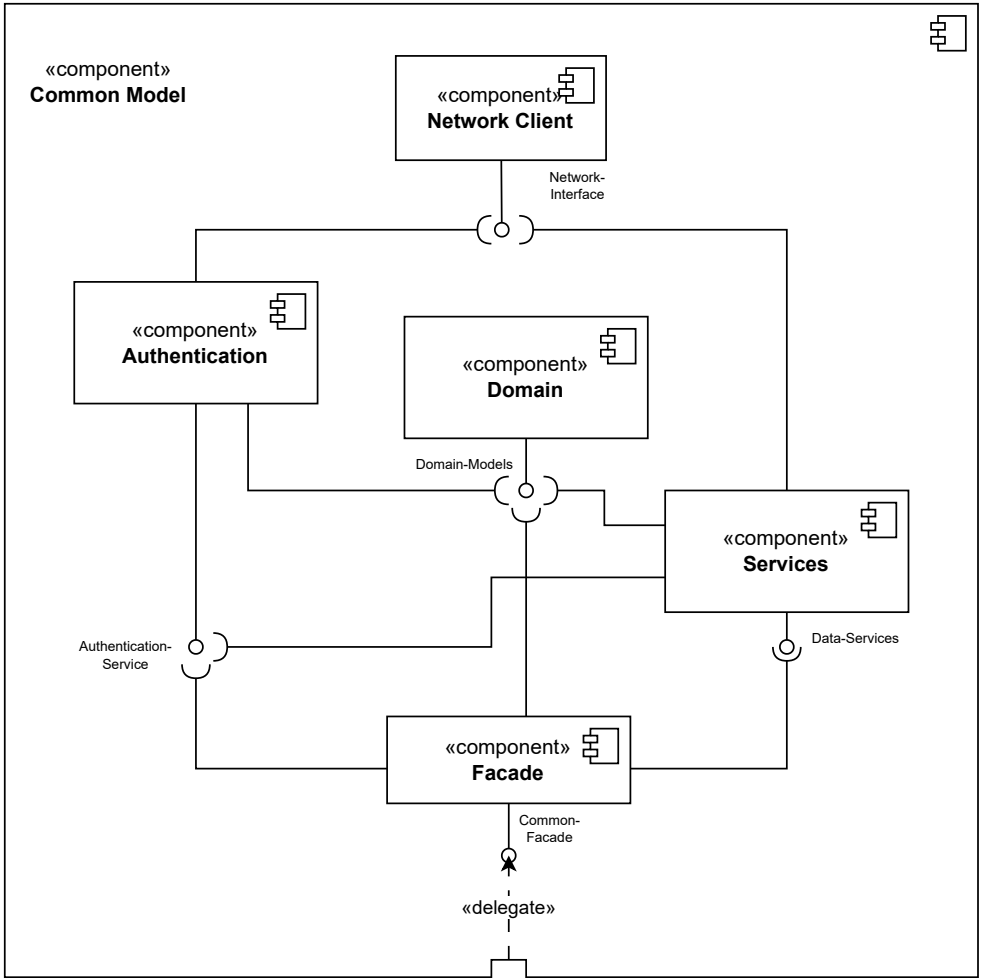 «component»
Common Model
«component»
Network Client
Network-
Interface
«component»
Authentication
«component»
Domain
Domain-Models
«component»
Services
Authentication-
Service
Data-Services
«component»
Facade
Common-
Facade
«delegate»